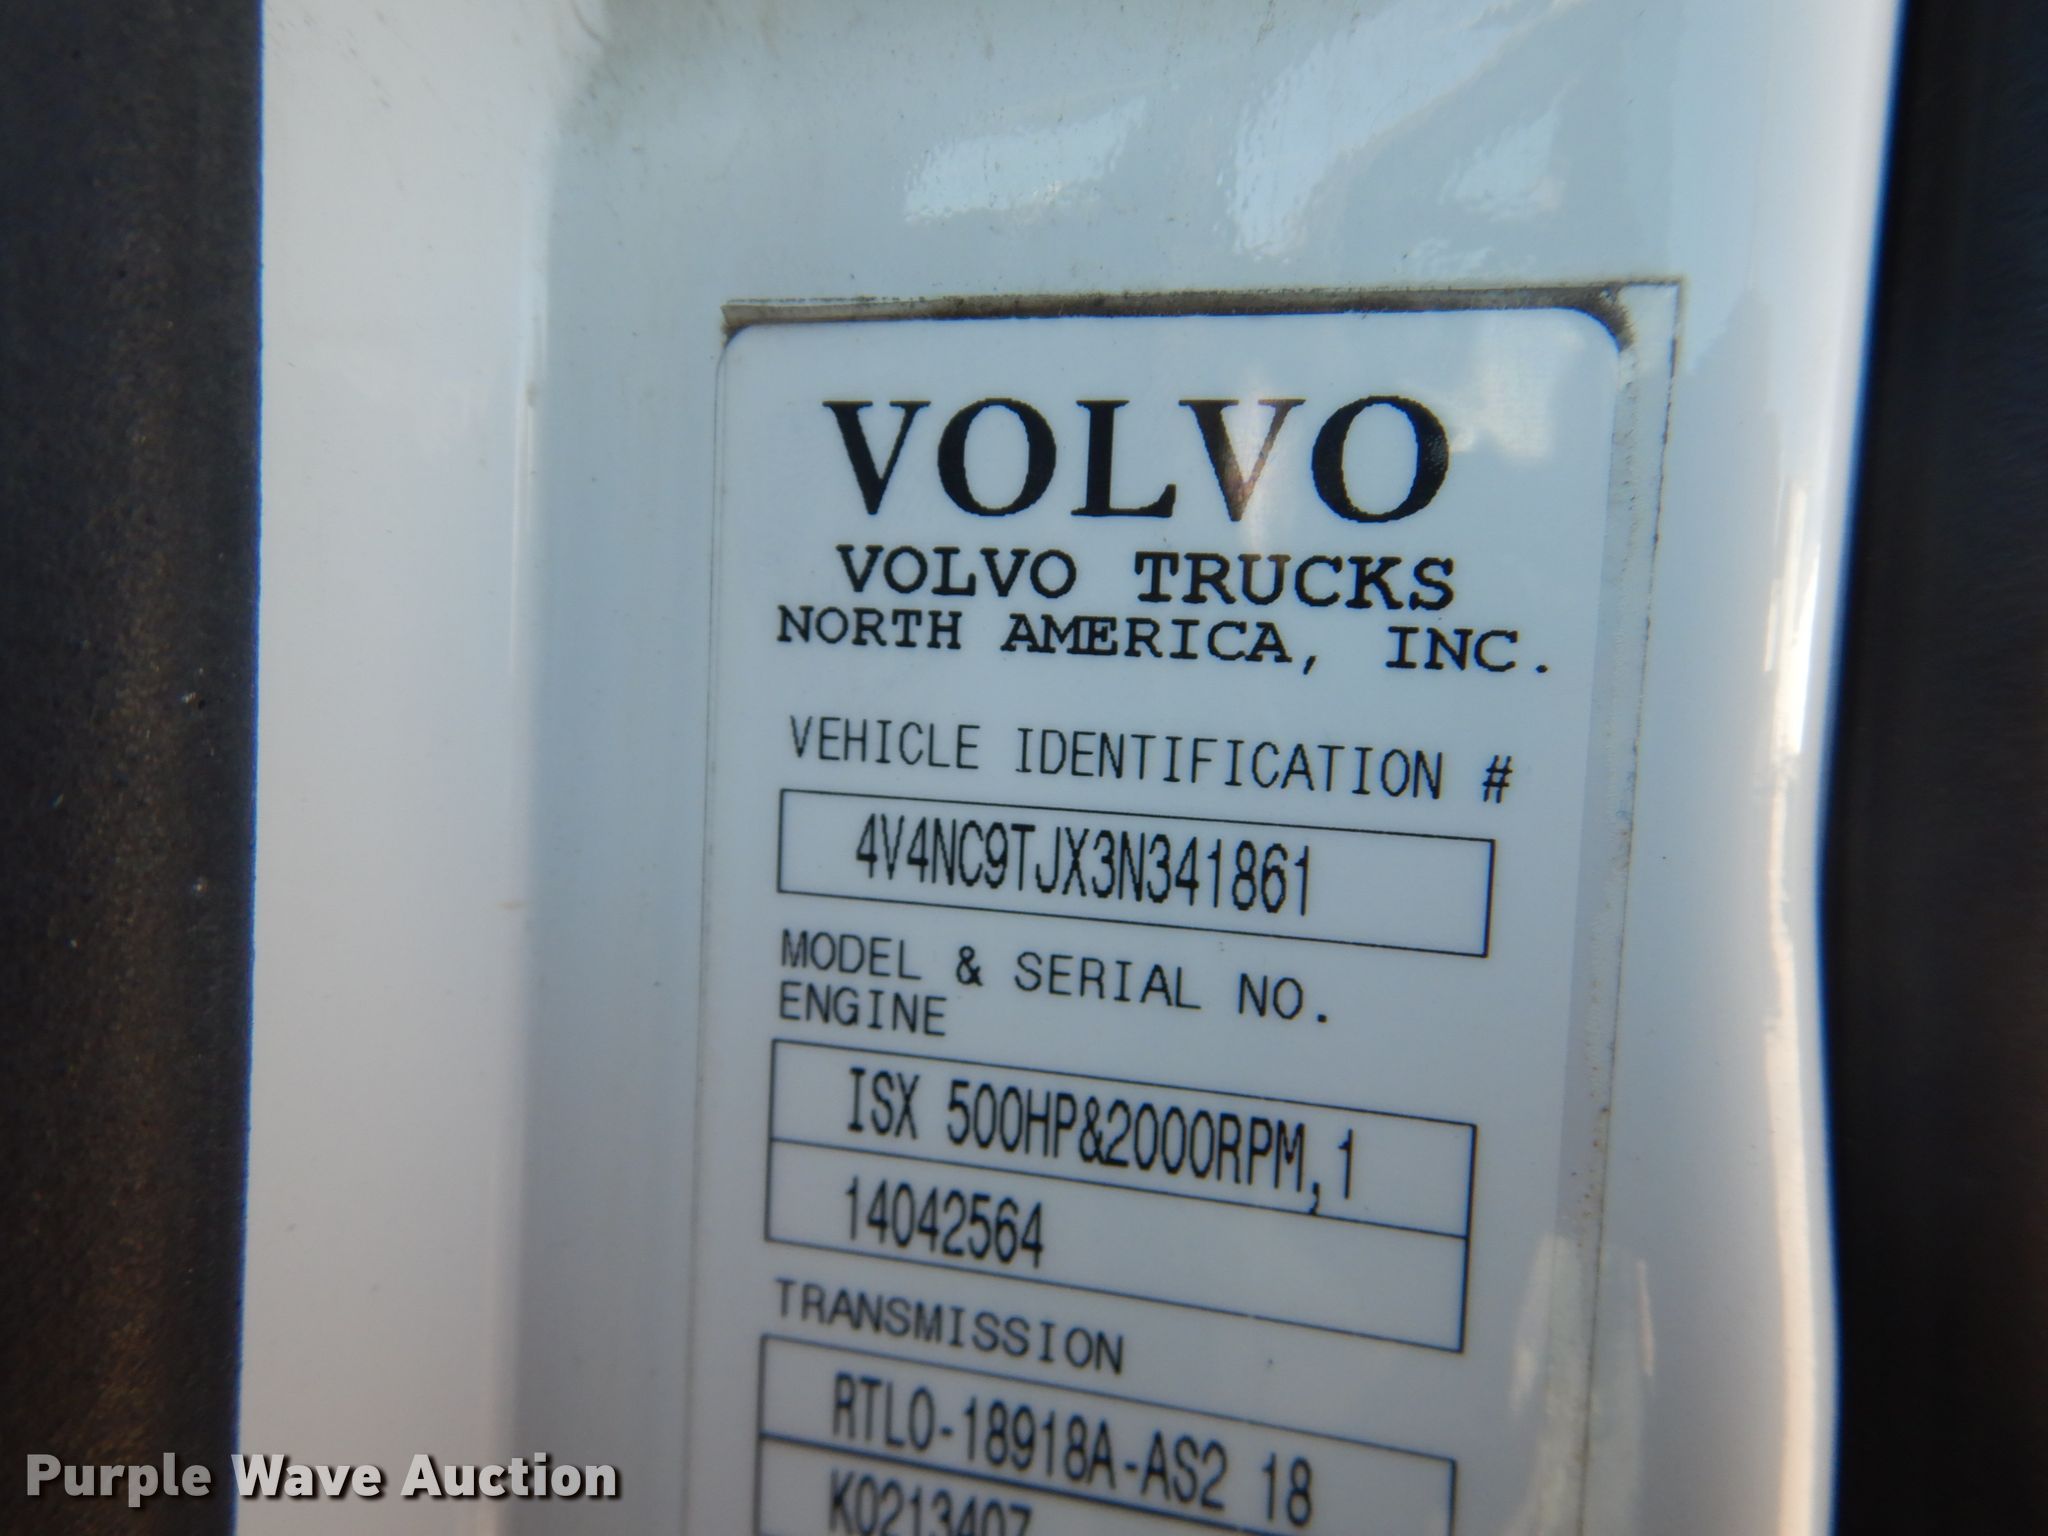 VOLVO
VOLVO TRUCKS
NORTH AMERICA, INC.
VEHICLE IDENTIFICATION #
4V4NC9TJX3N341861
MODEL & SERIAL NO.
ENGINE
ISX 500HP&2000RPM,1
14042564
TRANSMISSION
RTLO-18918A-AS2 18
K0213407
Purple Wave Auction